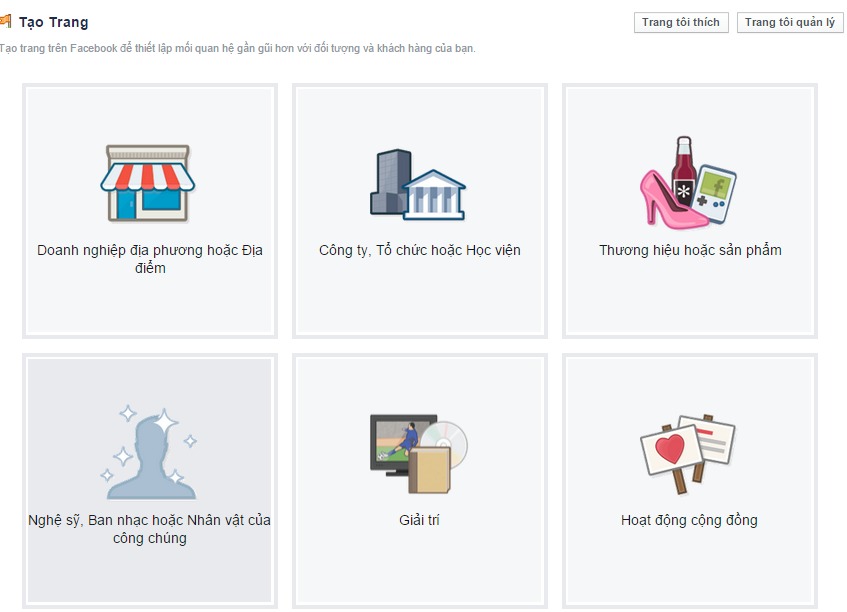 Tạo Trang
Trang tôi thích
Trang tôi quản lý
Tạo trang trên Facebook để thiết lập mối quan hệ gần gũi hơn với đối tượng và khách hàng của bạn.
Doanh nghiệp địa phương hoặc Địa
điểm
Công ty, Tổ chức hoặc Học viện
Thương hiệu hoặc sản phẩm
Nghệ sỹ, Ban nhạc hoặc Nhân vật của
công chúng
Giải trí
Hoạt động cộng đồng